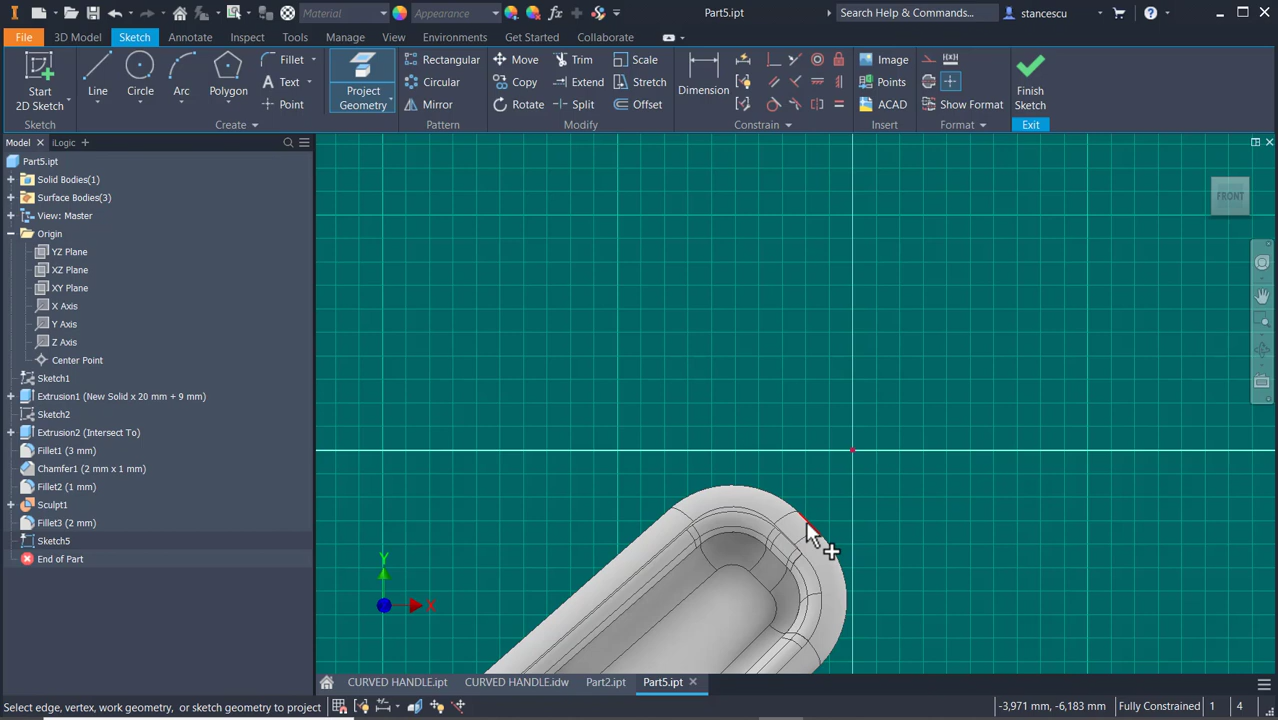 Material Appearance fx Part5.ipt Search Help & Commands... stancescu
File 3D Model Sketch Annotate Inspect Tools Manage View Environments Get Started Collaborate
Start 2D Sketch
Line
Circle
Arc
Polygon
Fillet
Text
Point
Project Geometry
Rectangular
Circular
Mirror
Move
Copy
Rotate
Trim
Extend
Split
Scale
Stretch
Offset
Dimension
Image
Points
ACAD
Show Format
Finish Sketch
Sketch Create Pattern Modify Constrain Insert Format Exit
Model iLogic
Part5.ipt
Solid Bodies(1)
Surface Bodies(3)
View: Master
Origin
YZ Plane
XZ Plane
XY Plane
X Axis
Y Axis
Z Axis
Center Point
Sketch1
Extrusion1 (New Solid x 20 mm + 9 mm)
Sketch2
Extrusion2 (Intersect To)
Fillet1 (3 mm)
Chamfer1 (2 mm x 1 mm)
Fillet2 (1 mm)
Sculpt1
Fillet3 (2 mm)
Sketch5
End of Part
FRONT
Y
X
CURVED HANDLE.ipt CURVED HANDLE.idw Part2.ipt Part5.ipt
Select edge, vertex, work geometry, or sketch geometry to project -3,971 mm, -6,183 mm Fully Constrained 1 4